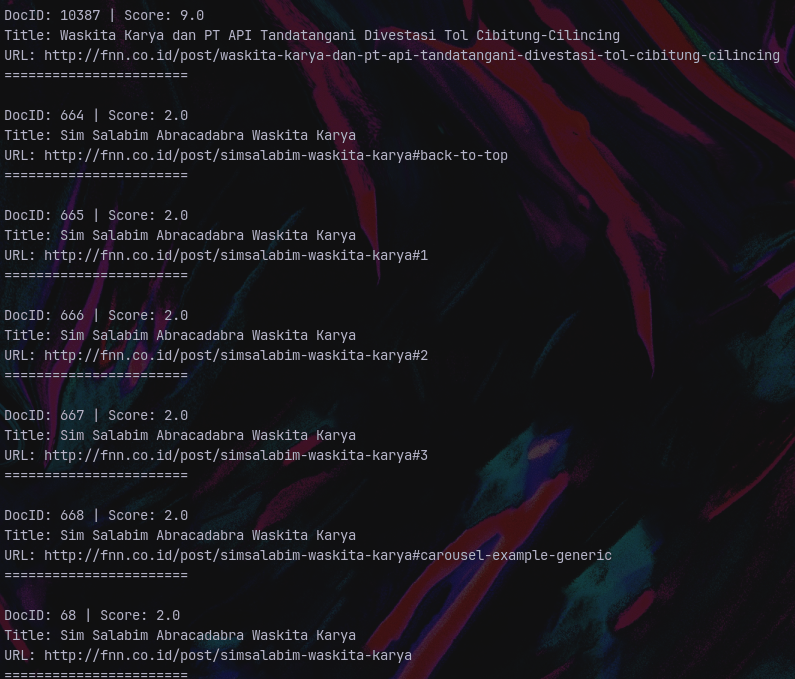 DocID: 10387 | Score: 9.0
Title: Waskita Karya dan PT API Tandatangani Divestasi Tol Cibitung-Cilincing
URL: http://fnn.co.id/post/waskita-karya-dan-pt-api-tandatangani-divestasi-tol-cibitung-cilincing
=======================
DocID: 664 | Score: 2.0
Title: Sim Salabim Abracadabra Waskita Karya
URL: http://fnn.co.id/post/simsalabim-waskita-karya#back-to-top
=======================
DocID: 665 | Score: 2.0
Title: Sim Salabim Abracadabra Waskita Karya
URL: http://fnn.co.id/post/simsalabim-waskita-karya#1
=======================
DocID: 666 | Score: 2.0
Title: Sim Salabim Abracadabra Waskita Karya
URL: http://fnn.co.id/post/simsalabim-waskita-karya#2
=======================
DocID: 667 | Score: 2.0
Title: Sim Salabim Abracadabra Waskita Karya
URL: http://fnn.co.id/post/simsalabim-waskita-karya#3
=======================
DocID: 668 | Score: 2.0
Title: Sim Salabim Abracadabra Waskita Karya
URL: http://fnn.co.id/post/simsalabim-waskita-karya#carousel-example-generic
=======================
DocID: 68 | Score: 2.0
Title: Sim Salabim Abracadabra Waskita Karya
URL: http://fnn.co.id/post/simsalabim-waskita-karya
=======================